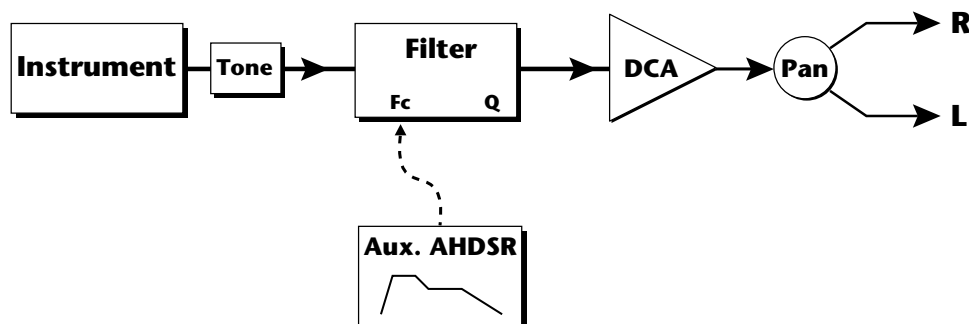 Instrument
Tone
Filter
Fc Q
DCA
Pan
R
L
Aux. AHDSR